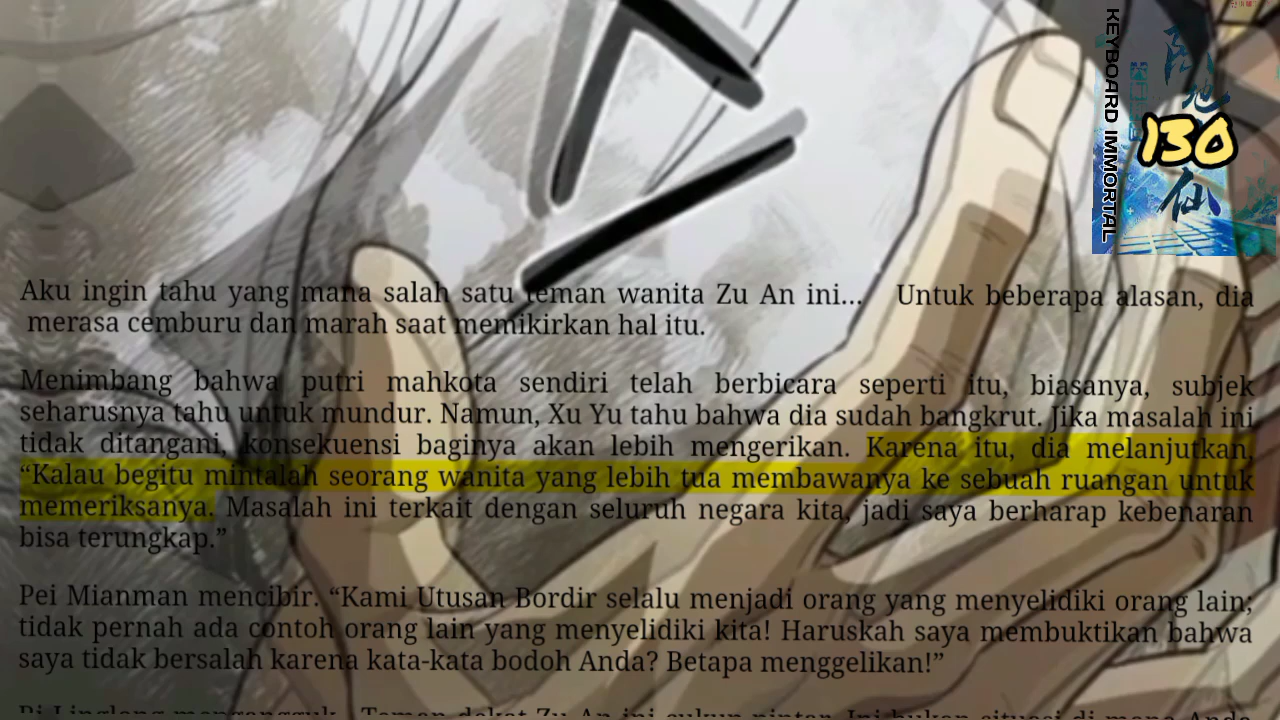 KEYBOARD IMMORTAL
130
仙
Aku ingin tahu yang mana salah satu teman wanita Zu An ini… Untuk beberapa alasan, dia
merasa cemburu dan marah saat memikirkan hal itu.
Menimbang bahwa putri mahkota sendiri telah berbicara seperti itu, biasanya, subjek
seharusnya tahu untuk mundur. Namun, Xu Yu tahu bahwa dia sudah bangkrut. Jika masalah ini
tidak ditangani, konsekuensi baginya akan lebih mengerikan. Karena itu, dia melanjutkan,
“Kalau begitu mintalah seorang wanita yang lebih tua membawanya ke sebuah ruangan untuk
memeriksanya. Masalah ini terkait dengan seluruh negara kita, jadi saya berharap kebenaran
bisa terungkap.”
Pei Mianman mencibir. “Kami Utusan Bordir selalu menjadi orang yang menyelidiki orang lain;
tidak pernah ada contoh orang lain yang menyelidiki kita! Haruskah saya membuktikan bahwa
saya tidak bersalah karena kata-kata bodoh Anda? Betapa menggelikan!”